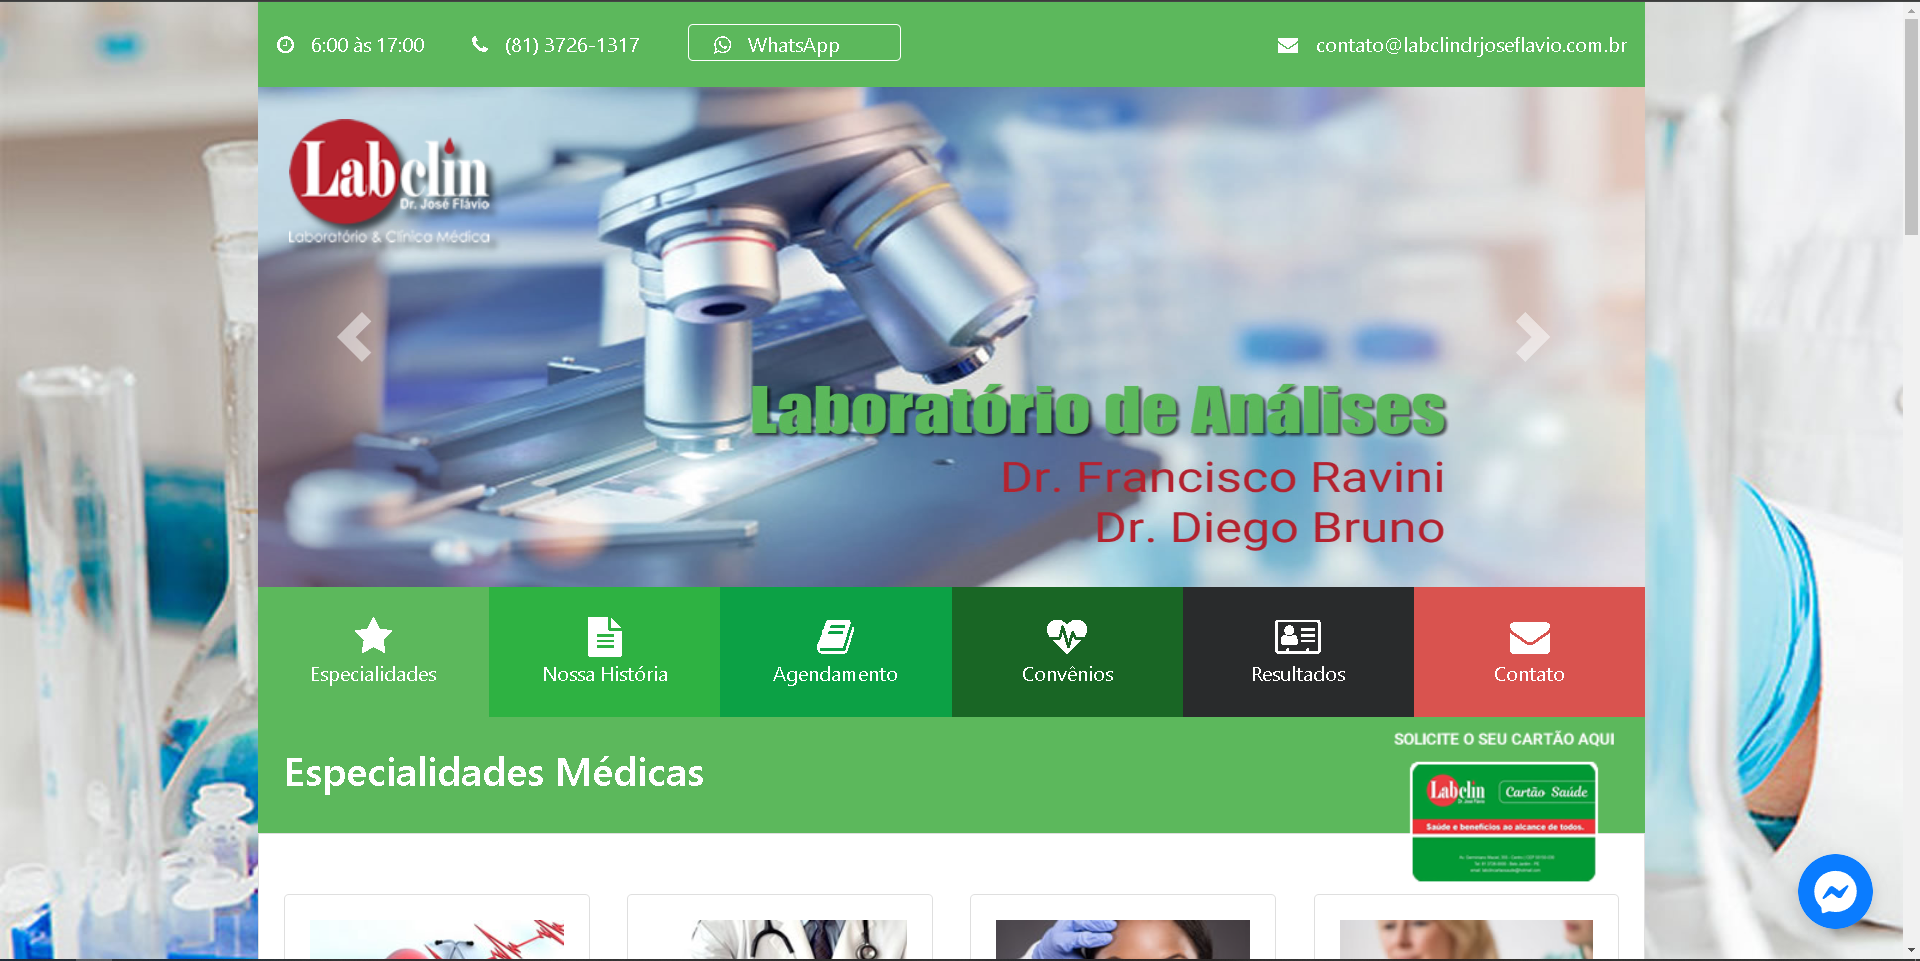 6:00 às 17:00
(81) 3726-1317
WhatsApp
contato@labclindrjoseflavio.com.br
Labclin
Dr. José Flávio
Laboratório & Clínica Médica
Laboratório de Análises
Dr. Francisco Ravini
Dr. Diego Bruno
Especialidades
Nossa História
Agendamento
Convênios
Resultados
Contato
Especialidades Médicas
SOLICITE O SEU CARTÃO AQUI
Labclin
Cartão Saúde
Saúde e benefícios ao alcance de todos.